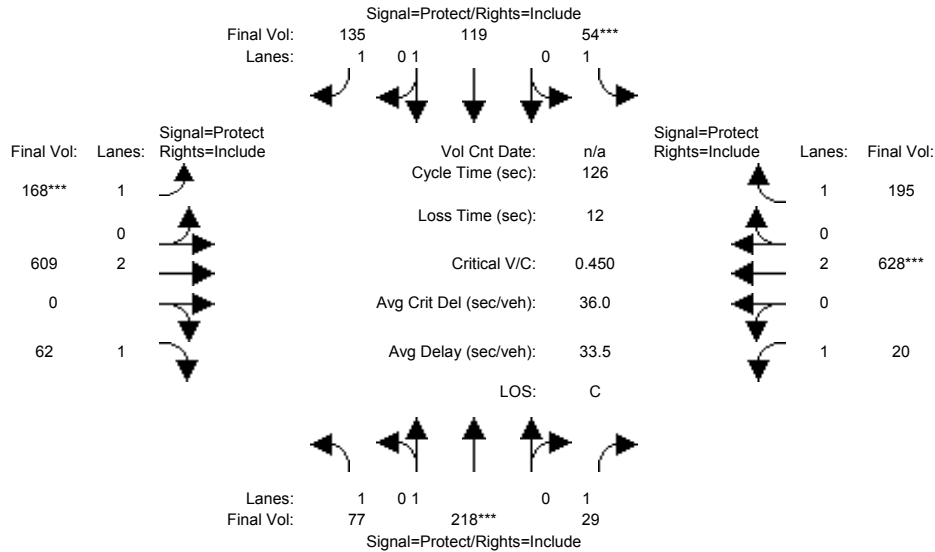 Signal=Protect/Rights=Include
Final Vol: 135 119 54***
Lanes: 1 0 1 0 1
Signal=Protect Signal=Protect
Final Vol: Lanes: Rights=Include Vol Cnt Date: n/a Rights=Include Lanes: Final Vol:
Cycle Time (sec): 126
168*** 1 1 195
Loss Time (sec): 12
0 0
609 2 Critical V/C: 0.450 2 628***
0 1 Avg Crit Del (sec/veh): 36.0 0
62 1 Avg Delay (sec/veh): 33.5 1 20
LOS: C
Lanes: 1 0 1 0 1
Final Vol: 77 218*** 29
Signal=Protect/Rights=Include